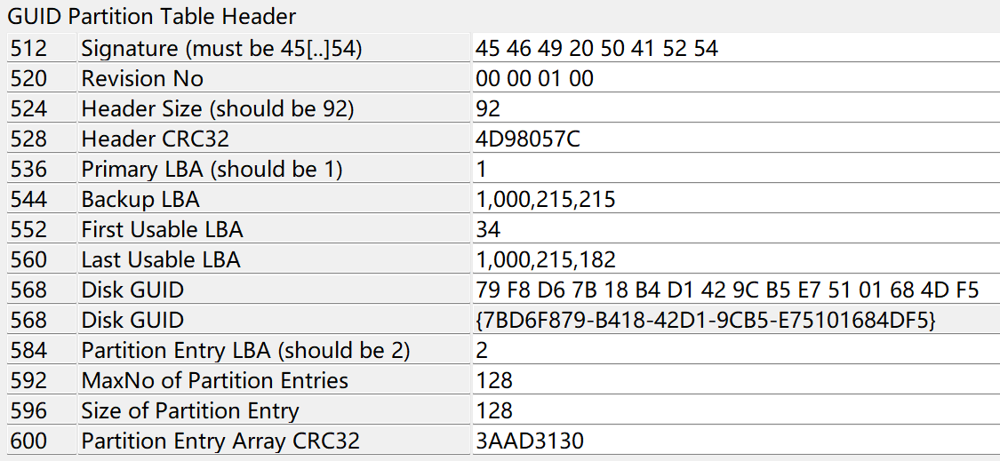 GUID Partition Table Header
512 Signature (must be 45[..]54) 45 46 49 20 50 41 52 54
520 Revision No 00 00 01 00
524 Header Size (should be 92) 92
528 Header CRC32 4D98057C
536 Primary LBA (should be 1) 1
544 Backup LBA 1,000,215,215
552 First Usable LBA 34
560 Last Usable LBA 1,000,215,182
568 Disk GUID 79 F8 D6 7B 18 B4 D1 42 9C B5 E7 51 01 68 4D F5
568 Disk GUID {7BD6F879-B418-42D1-9CB5-E75101684DF5}
584 Partition Entry LBA (should be 2) 2
592 MaxNo of Partition Entries 128
596 Size of Partition Entry 128
600 Partition Entry Array CRC32 3AAD3130